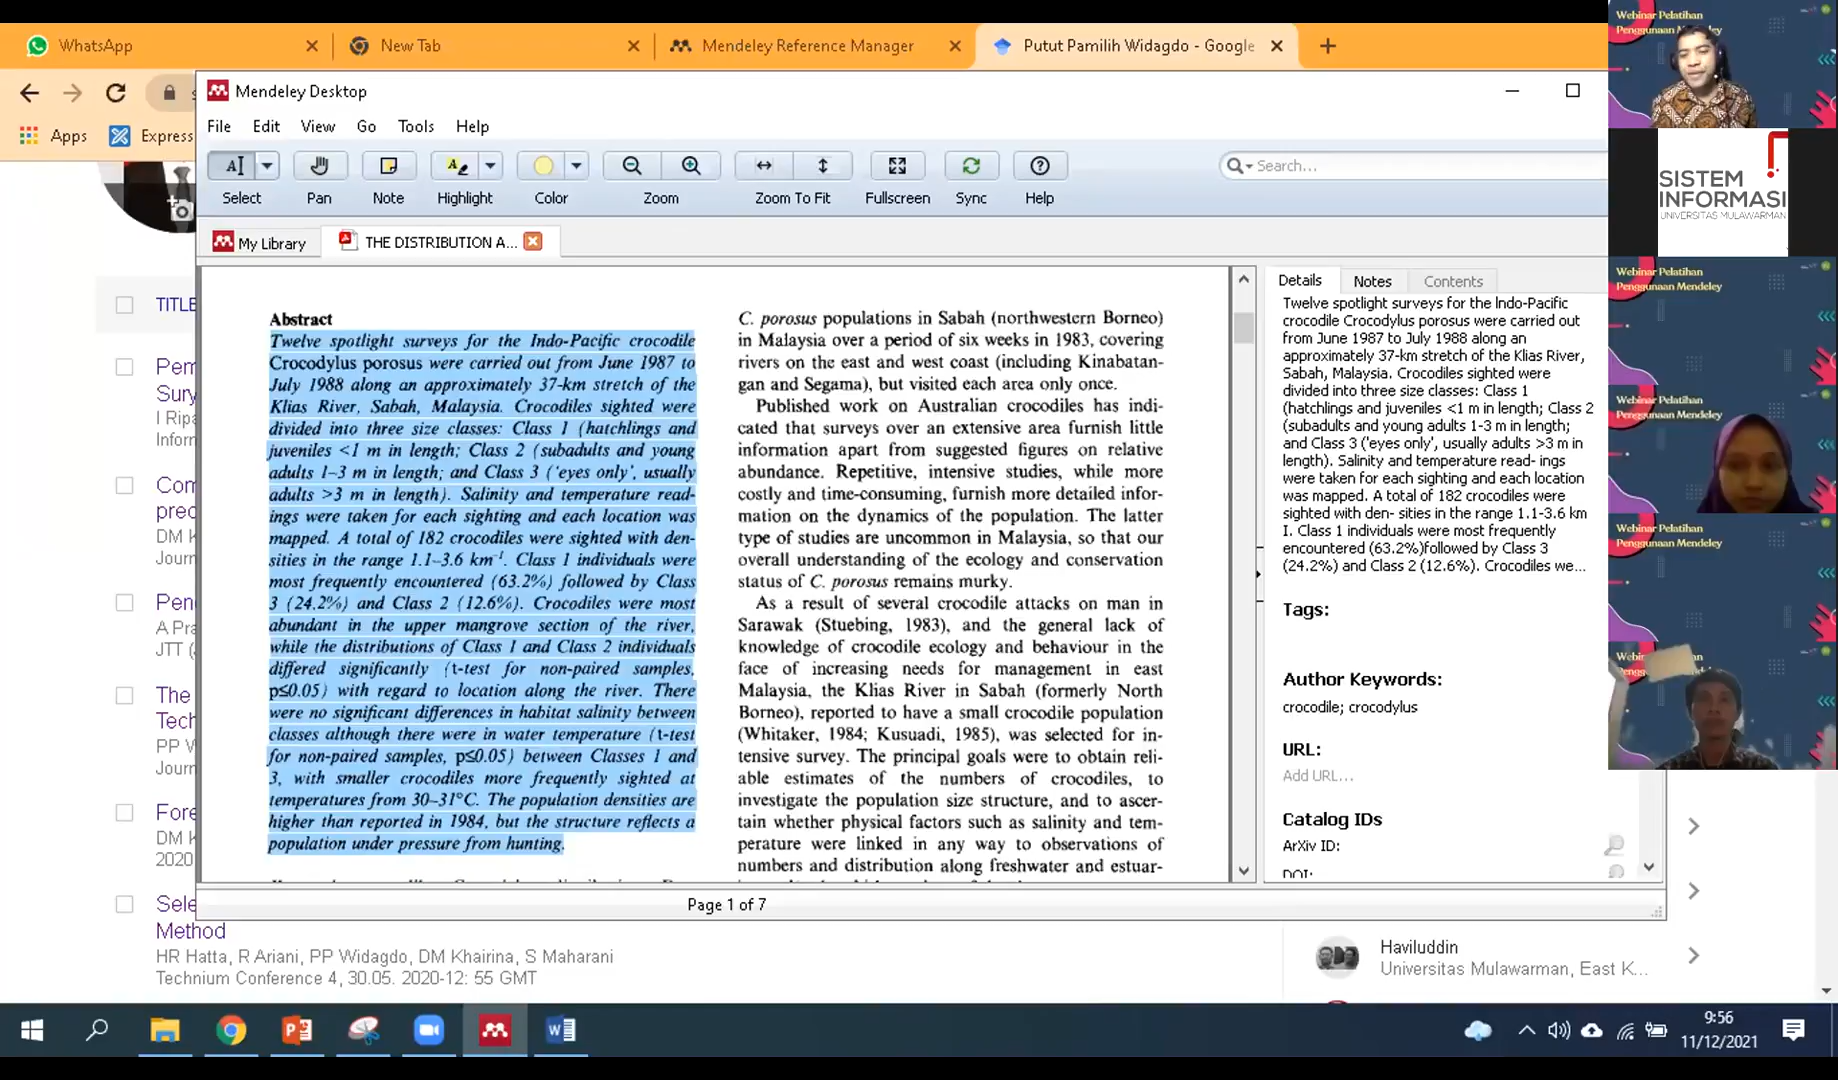 WhatsApp
New Tab
Mendeley Reference Manager
Putut Pamilih Widagdo - Google
Apps
Express
Mendeley Desktop
File Edit View Go Tools Help
Select Pan Note Highlight Color Zoom Zoom To Fit Fullscreen Sync Help
Search...
My Library
THE DISTRIBUTION A...
Abstract
Twelve spotlight surveys for the Indo-Pacific crocodile
Crocodylus porosus were carried out from June 1987 to
July 1988 along an approximately 37-km stretch of the
Klias River, Sabah, Malaysia. Crocodiles sighted were
divided into three size classes: Class 1 (hatchlings and
juveniles <1 m in length; Class 2 (subadults and young
adults 1–3 m in length; and Class 3 ('eyes only', usually
adults >3 m in length). Salinity and temperature read-
ings were taken for each sighting and each location was
mapped. A total of 182 crocodiles were sighted with den-
sities in the range 1.1–3.6 km⁻¹. Class 1 individuals were
most frequently encountered (63.2%) followed by Class
3 (24.2%) and Class 2 (12.6%). Crocodiles were most
abundant in the upper mangrove section of the river,
while the distributions of Class 1 and Class 2 individuals
differed significantly (t-test for non-paired samples,
p≤0.05) with regard to location along the river. There
were no significant differences in habitat salinity between
classes although there were in water temperature (t-test
for non-paired samples, p≤0.05) between Classes 1 and
3, with smaller crocodiles more frequently sighted at
temperatures from 30–31°C. The population densities are
higher than reported in 1984, but the structure reflects a
population under pressure from hunting.
C. porosus populations in Sabah (northwestern Borneo)
in Malaysia over a period of six weeks in 1983, covering
rivers on the east and west coast (including Kinabatan-
gan and Segama), but visited each area only once.
Published work on Australian crocodiles has indi-
cated that surveys over an extensive area furnish little
information apart from suggested figures on relative
abundance. Repetitive, intensive studies, while more
costly and time-consuming, furnish more detailed infor-
mation on the dynamics of the population. The latter
type of studies are uncommon in Malaysia, so that our
overall understanding of the ecology and conservation
status of C. porosus remains murky.
As a result of several crocodile attacks on man in
Sarawak (Stuebing, 1983), and the general lack of
knowledge of crocodile ecology and behaviour in the
face of increasing needs for management in east
Malaysia, the Klias River in Sabah (formerly North
Borneo), reported to have a small crocodile population
(Whitaker, 1984; Kusuadi, 1985), was selected for in-
tensive survey. The principal goals were to obtain reli-
able estimates of the numbers of crocodiles, to
investigate the population size structure, and to ascer-
tain whether physical factors such as salinity and tem-
perature were linked in any way to observations of
numbers and distribution along freshwater and estuar-
Page 1 of 7
Details Notes Contents
Twelve spotlight surveys for the Indo-Pacific
crocodile Crocodylus porosus were carried out
from June 1987 to July 1988 along an
approximately 37-km stretch of the Klias River,
Sabah, Malaysia. Crocodiles sighted were
divided into three size classes: Class 1
(hatchlings and juveniles <1 m in length; Class 2
(subadults and young adults 1-3 m in length;
and Class 3 ('eyes only', usually adults >3 m in
length). Salinity and temperature read- ings
were taken for each sighting and each location
was mapped. A total of 182 crocodiles were
sighted with den- sities in the range 1.1-3.6 km
I. Class 1 individuals were most frequently
encountered (63.2%)followed by Class 3
(24.2%) and Class 2 (12.6%). Crocodiles we...
Tags:
Author Keywords:
crocodile; crocodylus
URL:
Add URL...
Catalog IDs
ArXiv ID:
DOI:
TITLE
Pem
Sury
I Ripa
Inforn
Com
prec
DM K
Journ
Pen
A Pra
JTT (
The
Tech
PP W
Journ
Fore
DM K
2020
Sele
Method
HR Hatta, R Ariani, PP Widagdo, DM Khairina, S Maharani
Technium Conference 4, 30.05. 2020-12: 55 GMT
Haviluddin
Universitas Mulawarman, East K...
Webinar Pelatihan
Penggunaan Mendeley
SISTEM
INFORMASI
UNIVERSITAS MULAWARMAN
Webinar Pelatihan
Penggunaan Mendeley
Webinar Pelatihan
Penggunaan Mendeley
Webinar Pelatihan
Penggunaan Mendeley
9:56
11/12/2021